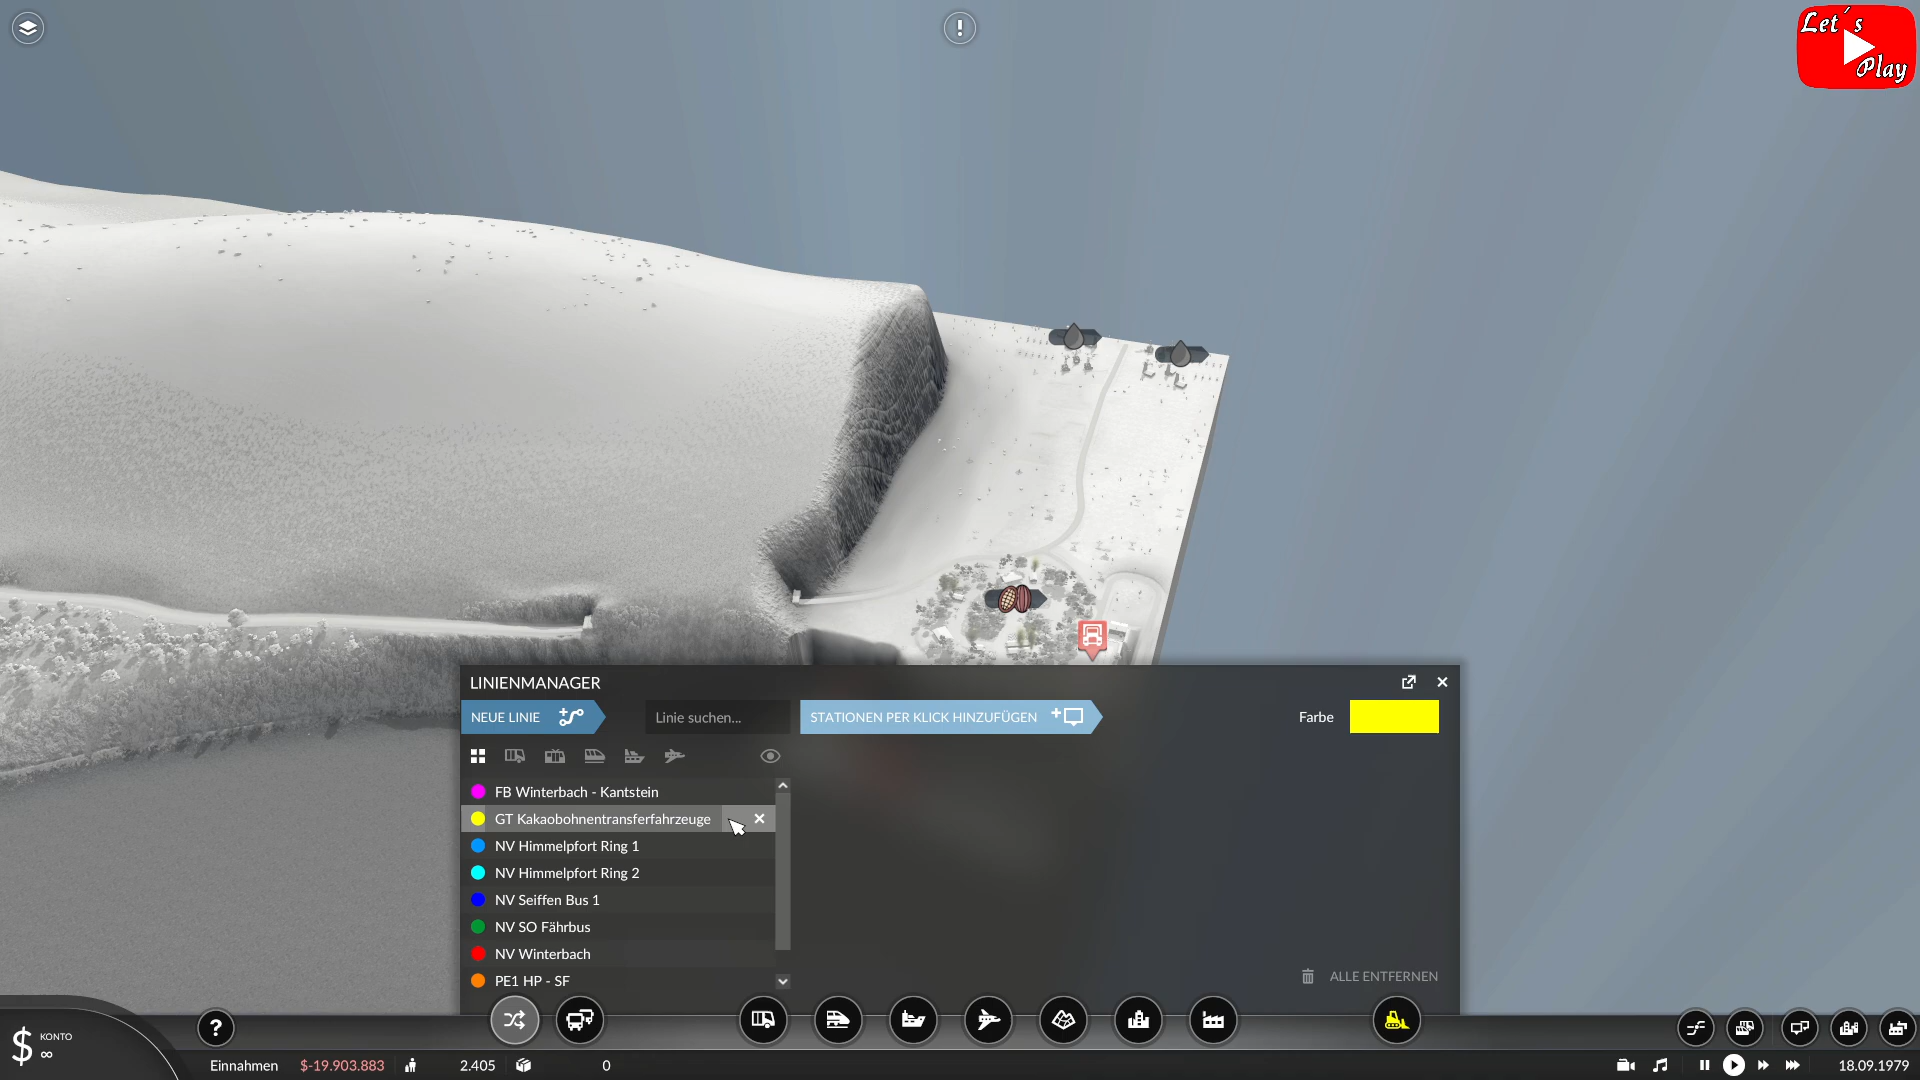 Let's
Play
LINIENMANAGER
NEUE LINIE
Linie suchen...
STATIONEN PER KLICK HINZUFÜGEN
Farbe
FB Winterbach - Kantstein
GT Kakaobohnentransferfahrzeuge
NV Himmelpfort Ring 1
NV Himmelpfort Ring 2
NV Seiffen Bus 1
NV SO Fährbus
NV Winterbach
PE1 HP - SF
ALLE ENTFERNEN
$ KONTO
∞
?
Einnahmen $-19.903.883 2.405 0 18.09.1979